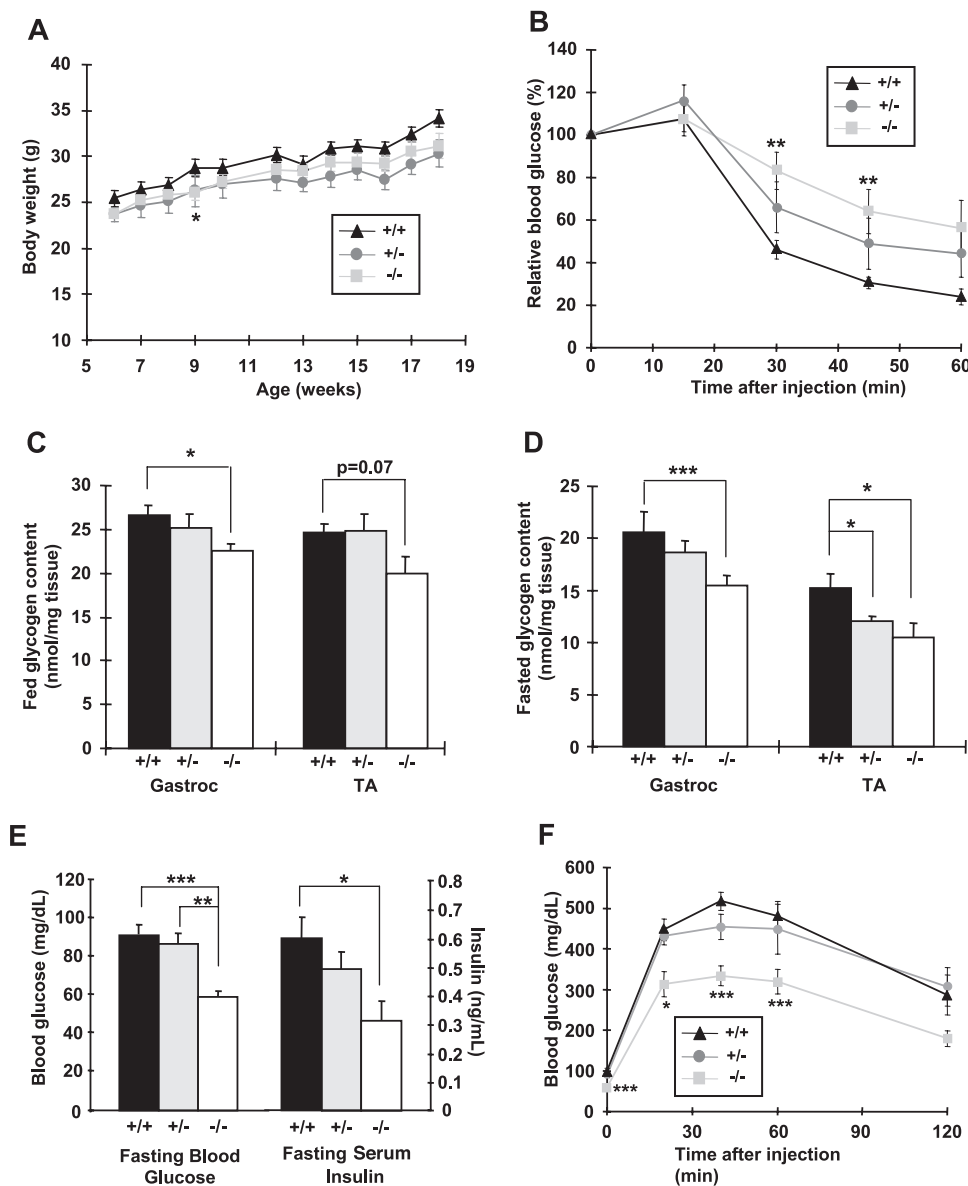 A
Body weight (g)
40
35
30
25
20
15
10
*
+/+
+/-
-/-
5 7 9 11 13 15 17 19
Age (weeks)
B
Relative blood glucose (%)
140
120
100
80
60
40
20
0
+/+
+/-
-/-
**
**
0 10 20 30 40 50 60
Time after injection (min)
C
Fed glycogen content
(nmol/mg tissue)
30
25
20
25
10
25
0
*
p=0.07
+/+ +/- -/- +/+ +/- -/-
Gastroc TA
D
Fasted glycogen content
(nmol/mg tissue)
25
20
15
10
5
0
***
*
*
+/+ +/- -/- +/+ +/- -/-
Gastroc TA
E
Blood glucose (mg/dL)
120
100
80
60
40
20
0
***
**
*
0.8
0.7
0.6
0.5
0.4
0.3
0.2
0.1
0
Insulin (ng/mL)
+/+ +/- -/- +/+ +/- -/-
Fasting Blood Fasting Serum
Glucose Insulin
F
Blood glucose (mg/dL)
600
500
400
300
200
100
0
***
*
***
***
+/+
+/-
-/-
0 30 60 90 120
Time after injection
(min)